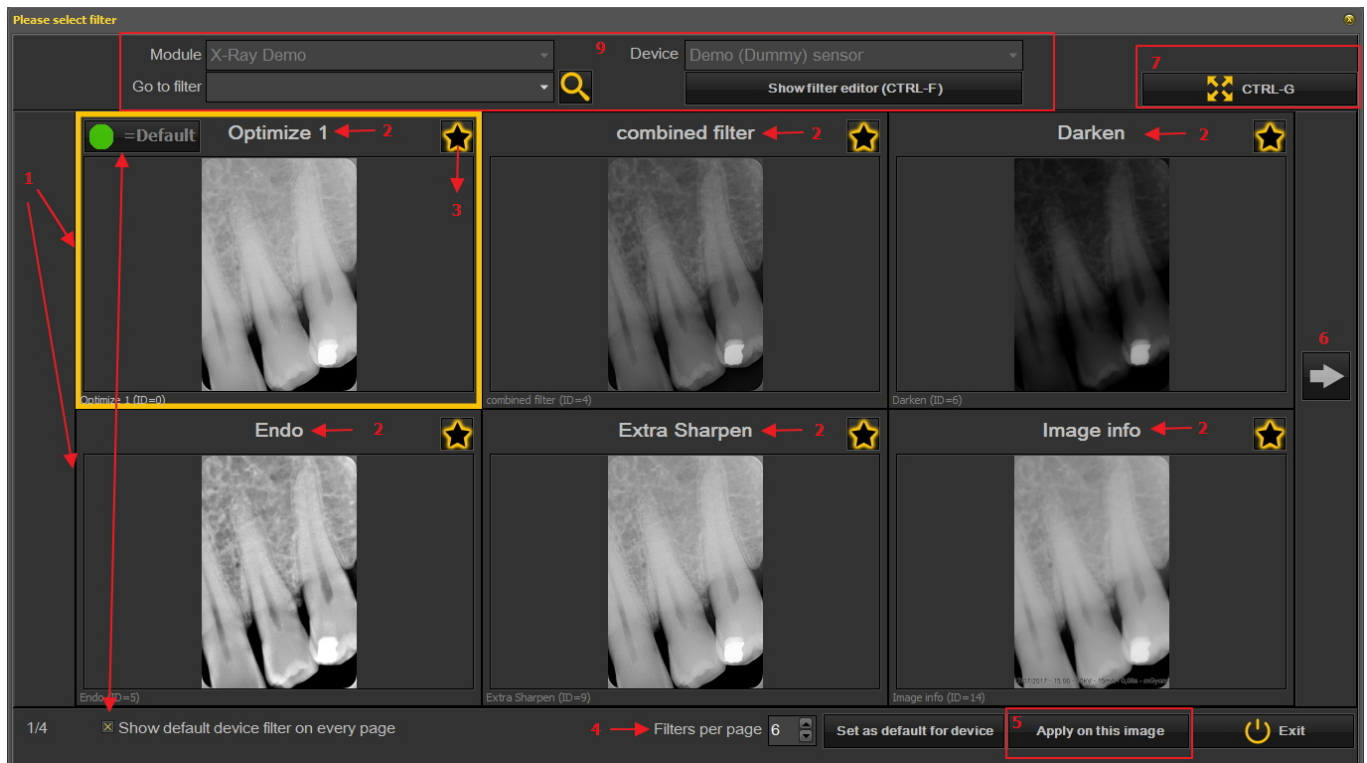 Please select filter
Module X-Ray Demo 9 Device Demo (Dummy) sensor 7
Go to filter Show filter editor (CTRL-F) CTRL-G
=Default Optimize 1 2 combined filter 2 Darken 2
1
3
6
Optimize 1 (ID=0) combined filter (ID=4) Darken (ID=6)
Endo 2 Extra Sharpen 2 Image info 2
Endo (ID=5) Extra Sharpen (ID=9) Image info (ID=14)
1/4 Show default device filter on every page 4 Filters per page 6 Set as default for device 5 Apply on this image Exit